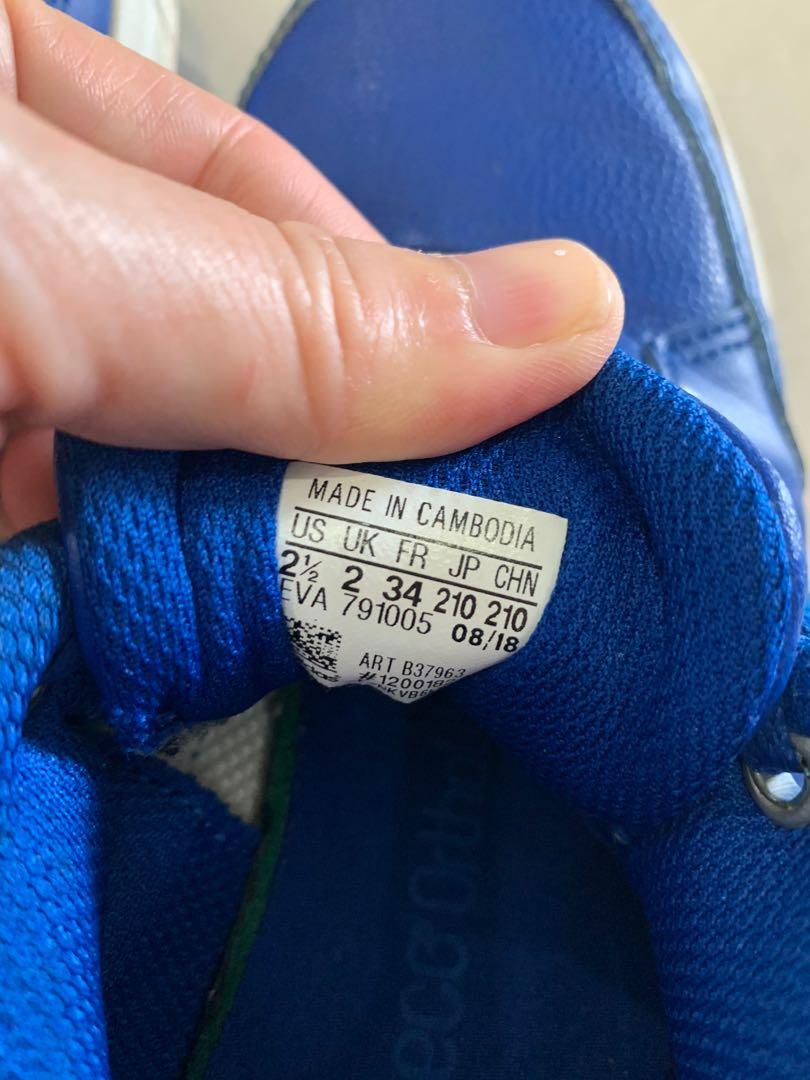 MADE IN CAMBODIA
US UK FR JP CHN
2½ 2 34 210 210
EVA 791005 08/18
ART B37963